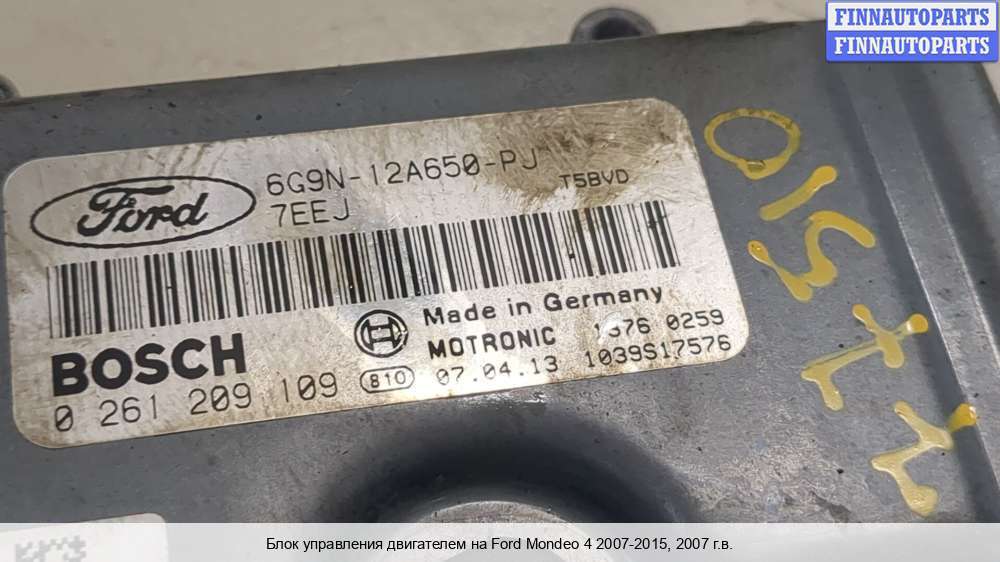 FINNAUTOPARTS
FINNAUTOPARTS
Ford
6G9N-12A650-PJ
T5BVD
7EEJ
Made in Germany
BOSCH
MOTRONIC
1376 0259
0 261 209 109
810
07.04.13
1039S17576
Блок управления двигателем на Ford Mondeo 4 2007-2015, 2007 г.в.